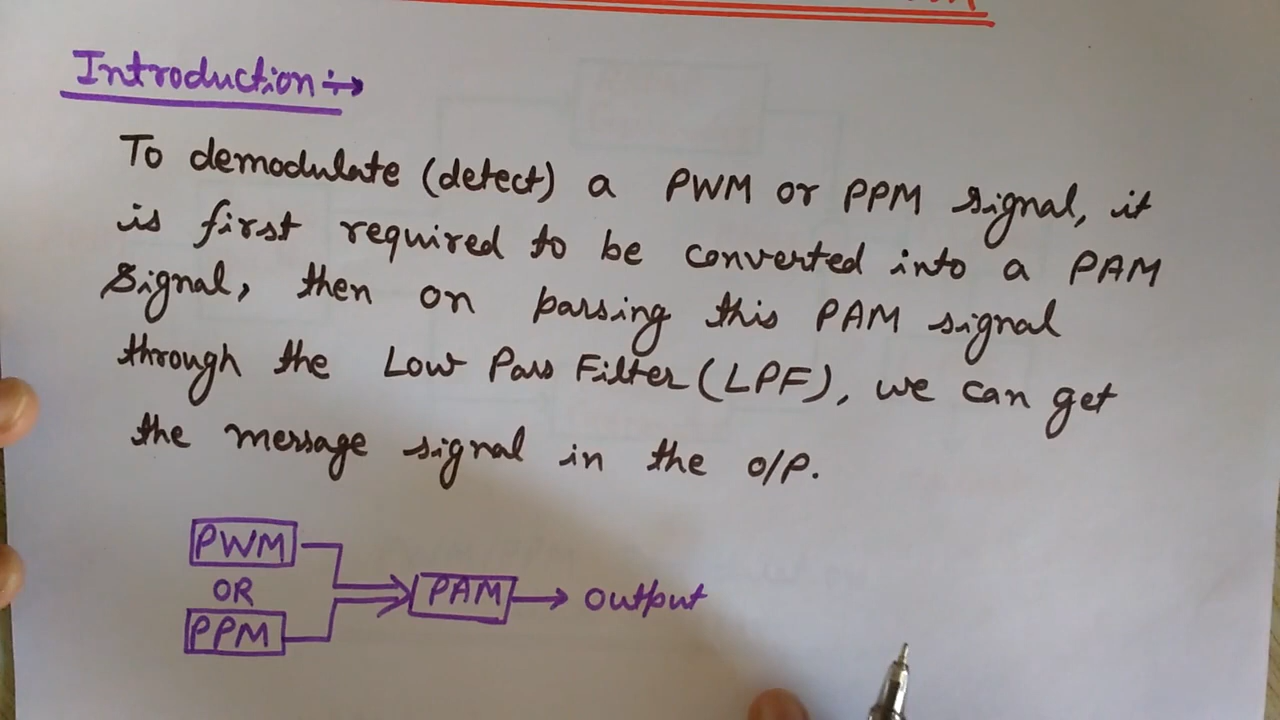 Introduction :→
To demodulate (detect) a PWM or PPM signal, it
is first required to be converted into a PAM
Signal, then on passing this PAM signal
through the Low Pass Filter (LPF), we can get
the message signal in the O/P.
PWM
OR
PAM → output
PPM